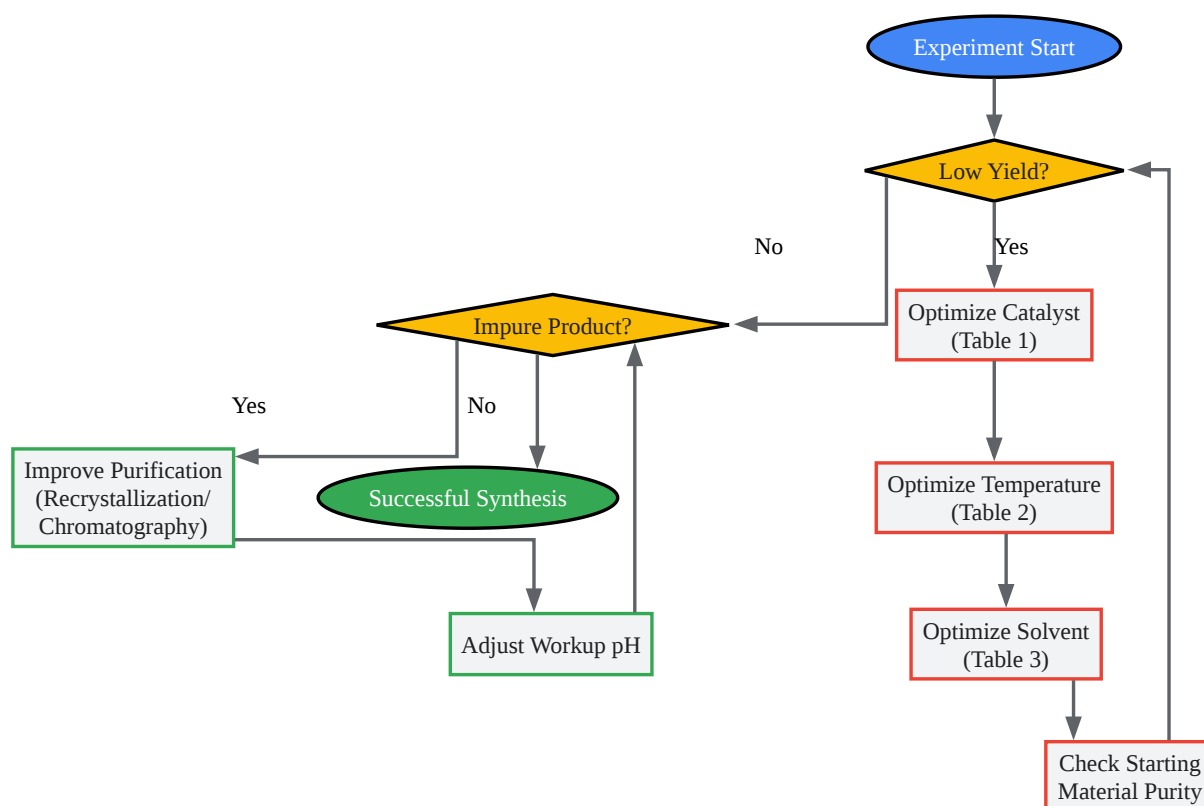 Experiment Start
Low Yield?
No
Yes
Impure Product?
Optimize Catalyst
(Table 1)
Yes
No
Improve Purification
(Recrystallization/
Chromatography)
Successful Synthesis
Optimize Temperature
(Table 2)
Adjust Workup pH
Optimize Solvent
(Table 3)
Check Starting
Material Purity